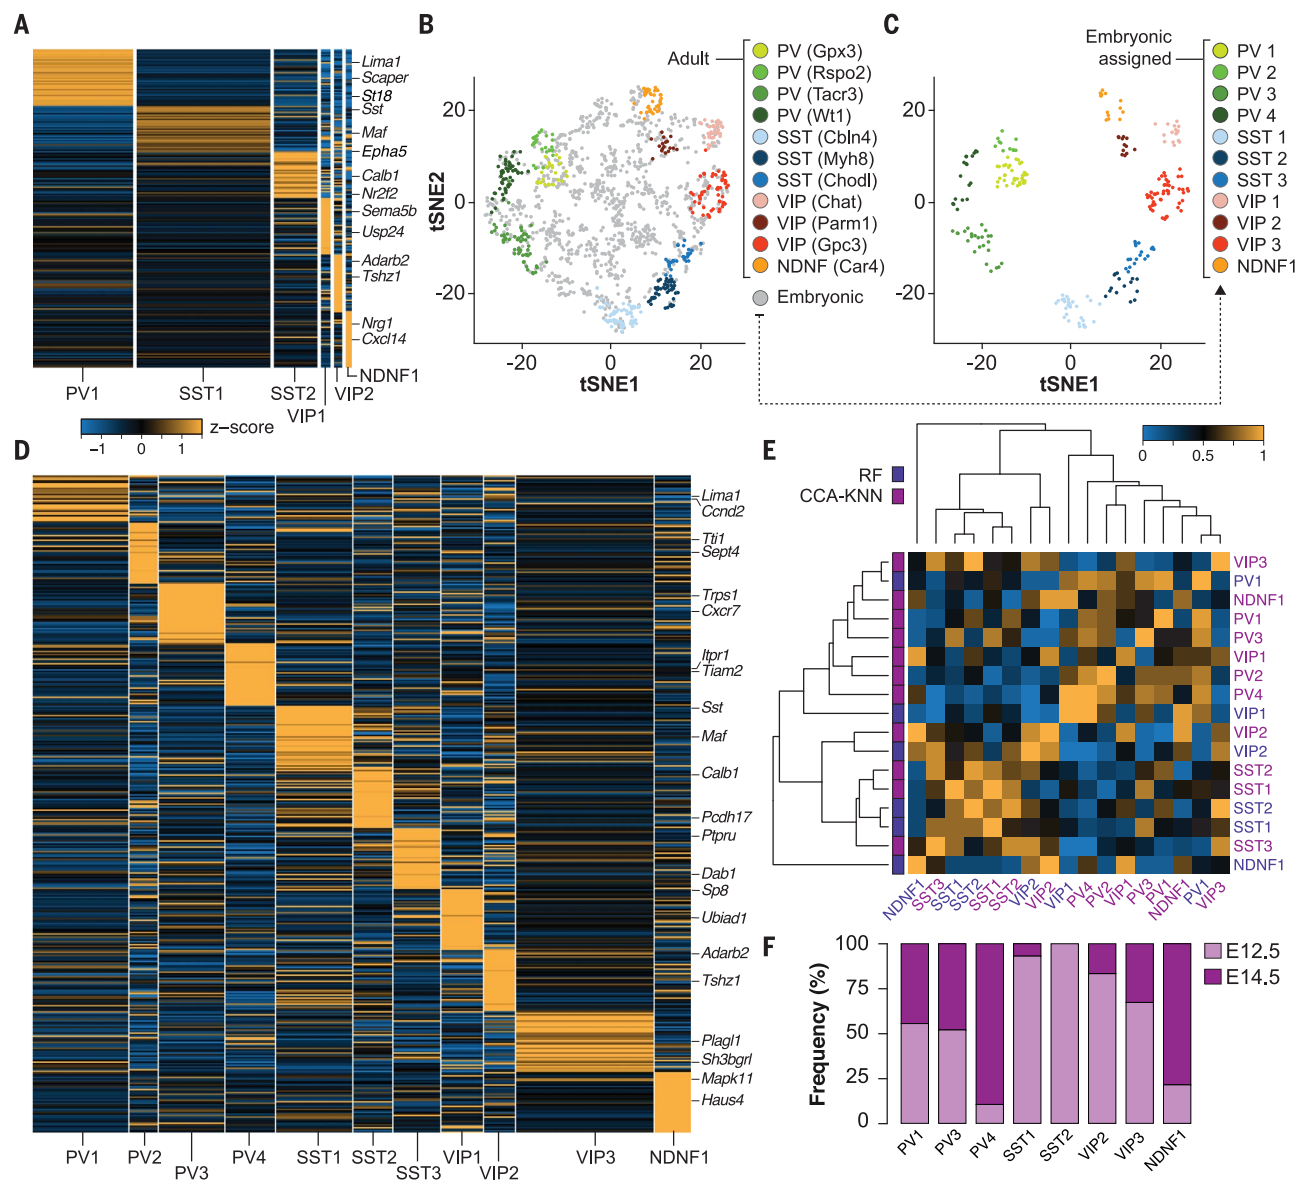 A
Lima1
Scaper
St18
Sst
Maf
Epha5
Calb1
Nr2f2
Sema5b
Usp24
Adarb2
Tshz1
Nrg1
Cxcl14
PV1
SST1
SST2
VIP1
VIP2
NDNF1
z-score
-1
0
1
B
Adult
PV (Gpx3)
PV (Rspo2)
PV (Tacr3)
PV (Wt1)
SST (Cbln4)
SST (Myh8)
SST (Chodl)
VIP (Chat)
VIP (Parm1)
VIP (Gpc3)
NDNF (Car4)
Embryonic
tSNE2
20
0
-20
-20
0
20
tSNE1
C
Embryonic
assigned
PV 1
PV 2
PV 3
PV 4
SST 1
SST 2
SST 3
VIP 1
VIP 2
VIP 3
NDNF1
20
0
-20
-20
0
20
tSNE1
D
Lima1
Ccnd2
Tti1
Sept4
Trps1
Cxcr7
Itpr1
Tiam2
Sst
Maf
Calb1
Pcdh17
Ptpru
Dab1
Sp8
Ubiad1
Adarb2
Tshz1
Plagl1
Sh3bgrl
Mapk11
Haus4
PV1
PV2
PV3
PV4
SST1
SST2
SST3
VIP1
VIP2
VIP3
NDNF1
E
RF
CCA-KNN
0
0.5
1
VIP3
PV1
NDNF1
PV1
PV3
VIP1
PV2
PV4
VIP1
VIP2
VIP2
SST2
SST1
SST2
SST1
SST3
NDNF1
NDNF1
SST3
SST1
SST2
SST1
SST2
VIP2
VIP2
VIP1
PV4
PV2
VIP1
PV3
PV1
NDNF1
PV1
VIP3
F
Frequency (%)
100
75
50
25
0
E12.5
E14.5
PV1
PV3
PV4
SST1
SST2
VIP2
VIP3
NDNF1